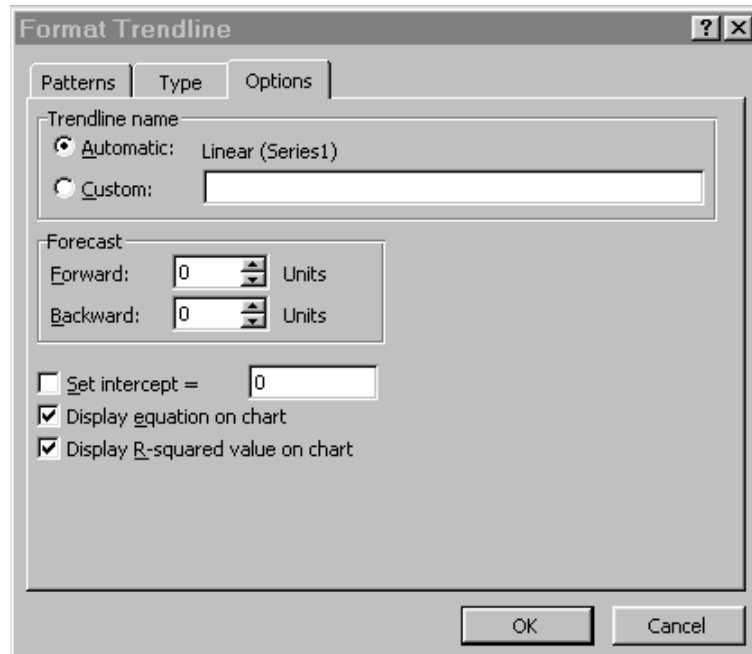 Format Trendline
Patterns Type Options
Trendline name
Automatic: Linear (Series1)
Custom:
Forecast
Forward: 0 Units
Backward: 0 Units
Set intercept = 0
Display equation on chart
Display R-squared value on chart
OK Cancel